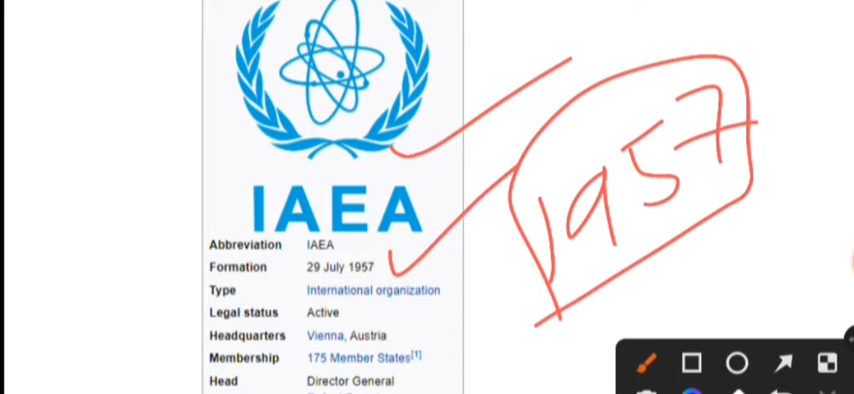 IAEA
Abbreviation IAEA
Formation 29 July 1957
Type International organization
Legal status Active
Headquarters Vienna, Austria
Membership 175 Member States[1]
Head Director General
1957